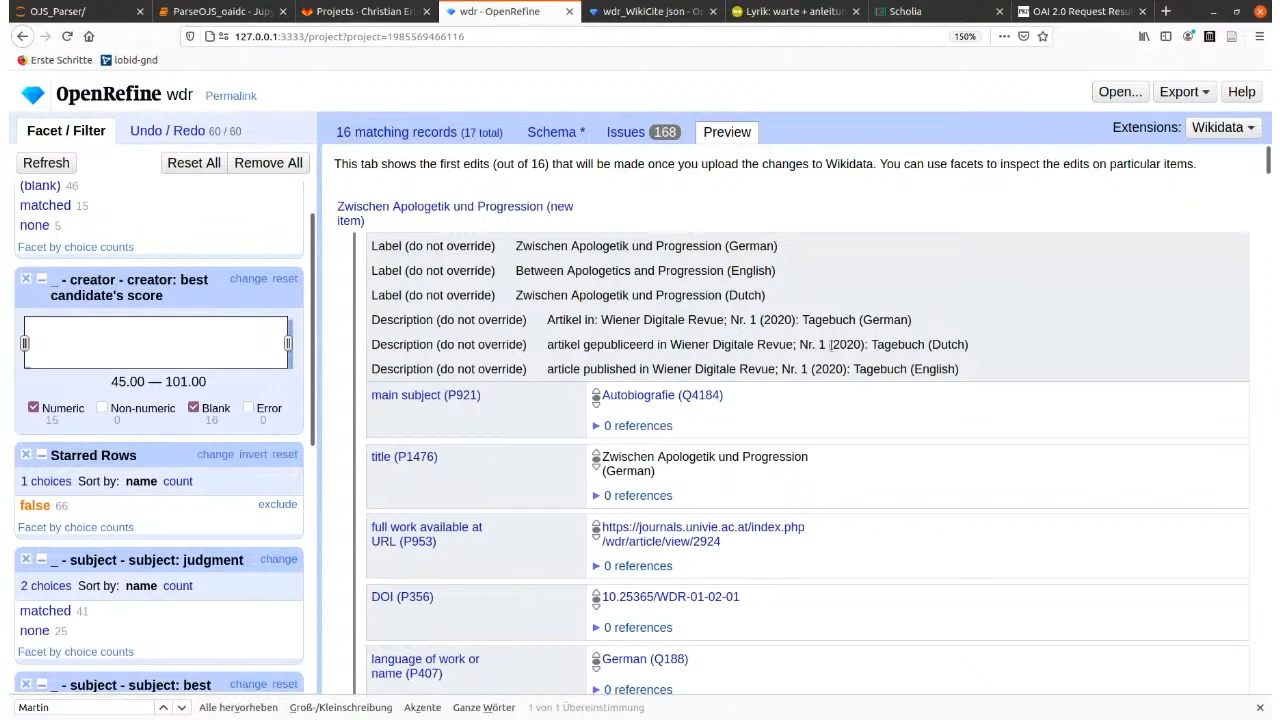 OJS_Parser/
ParseOJS_oaidc - Jup
Projects · Christian Erl
wdr - OpenRefine
wdr_WikiCite json - Op
Lyrik: warte + anleitun
Scholia
OAI 2.0 Request Resul
127.0.0.1:3333/project?project=1985569466116
150%
Erste Schritte
lobid-gnd
OpenRefine wdr
Permalink
Open...
Export
Help
Facet / Filter
Undo / Redo 60 / 60
16 matching records (17 total)
Schema *
Issues 168
Preview
Extensions:
Wikidata
Refresh
Reset All
Remove All
This tab shows the first edits (out of 16) that will be made once you upload the changes to Wikidata. You can use facets to inspect the edits on particular items.
(blank) 46
matched 15
none 5
Facet by choice counts
_ - creator - creator: best candidate's score
change reset
45.00 — 101.00
Numeric 15
Non-numeric 0
Blank 16
Error 0
Starred Rows
change invert reset
1 choices Sort by: name count
false 66
exclude
Facet by choice counts
_ - subject - subject: judgment
change
2 choices Sort by: name count
matched 41
none 25
Facet by choice counts
_ - subject - subject: best
change reset
Zwischen Apologetik und Progression (new
item)
Label (do not override) Zwischen Apologetik und Progression (German)
Label (do not override) Between Apologetics and Progression (English)
Label (do not override) Zwischen Apologetik und Progression (Dutch)
Description (do not override) Artikel in: Wiener Digitale Revue; Nr. 1 (2020): Tagebuch (German)
Description (do not override) artikel gepubliceerd in Wiener Digitale Revue; Nr. 1 (2020): Tagebuch (Dutch)
Description (do not override) article published in Wiener Digitale Revue; Nr. 1 (2020): Tagebuch (English)
main subject (P921)
Autobiografie (Q4184)
0 references
title (P1476)
Zwischen Apologetik und Progression
(German)
0 references
full work available at
URL (P953)
https://journals.univie.ac.at/index.php
/wdr/article/view/2924
0 references
DOI (P356)
10.25365/WDR-01-02-01
0 references
language of work or
name (P407)
German (Q188)
0 references
Martin
Alle hervorheben
Groß-/Kleinschreibung
Akzente
Ganze Wörter
1 von 1 Übereinstimmung